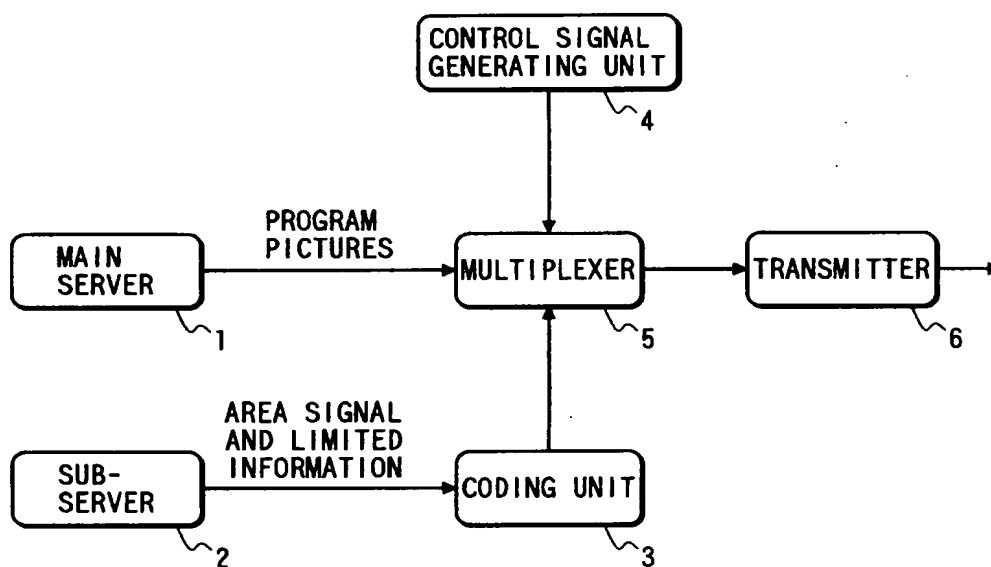 CONTROL SIGNAL
GENERATING UNIT
4
PROGRAM
PICTURES
MAIN
SERVER
1
MULTIPLEXER
5
TRANSMITTER
6
AREA SIGNAL
AND LIMITED
INFORMATION
SUB-
SERVER
2
CODING UNIT
3